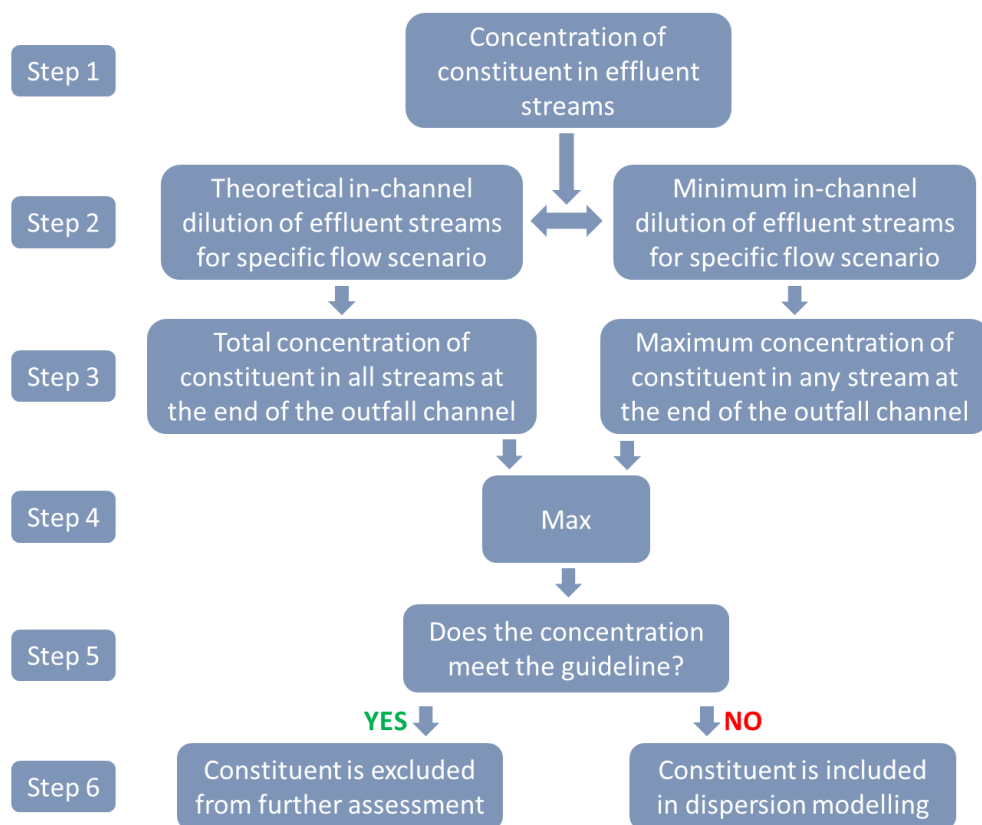 Step 1
Concentration of
constituent in effluent
streams
Step 2
Theoretical in-channel
dilution of effluent streams
for specific flow scenario
Minimum in-channel
dilution of effluent streams
for specific flow scenario
Step 3
Total concentration of
constituent in all streams at
the end of the outfall channel
Maximum concentration of
constituent in any stream at
the end of the outfall channel
Step 4
Max
Step 5
Does the concentration
meet the guideline?
YES
NO
Step 6
Constituent is excluded
from further assessment
Constituent is included
in dispersion modelling